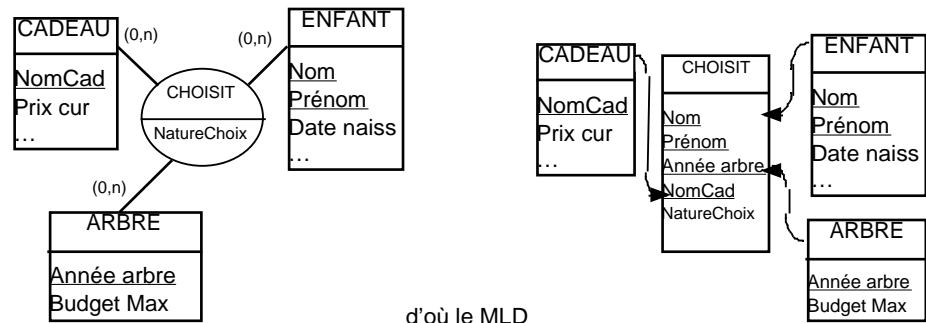 CADEAU
NomCad
Prix cur
…
(0,n)
(0,n)
ENFANT
Nom
Prénom
Date naiss
…
CHOISIT
NatureChoix
(0,n)
ARBRE
Année arbre
Budget Max
d'où le MLD
CADEAU
NomCad
Prix cur
…
CHOISIT
Nom
Prénom
Année arbre
NomCad
NatureChoix
ENFANT
Nom
Prénom
Date naiss
…
ARBRE
Année arbre
Budget Max